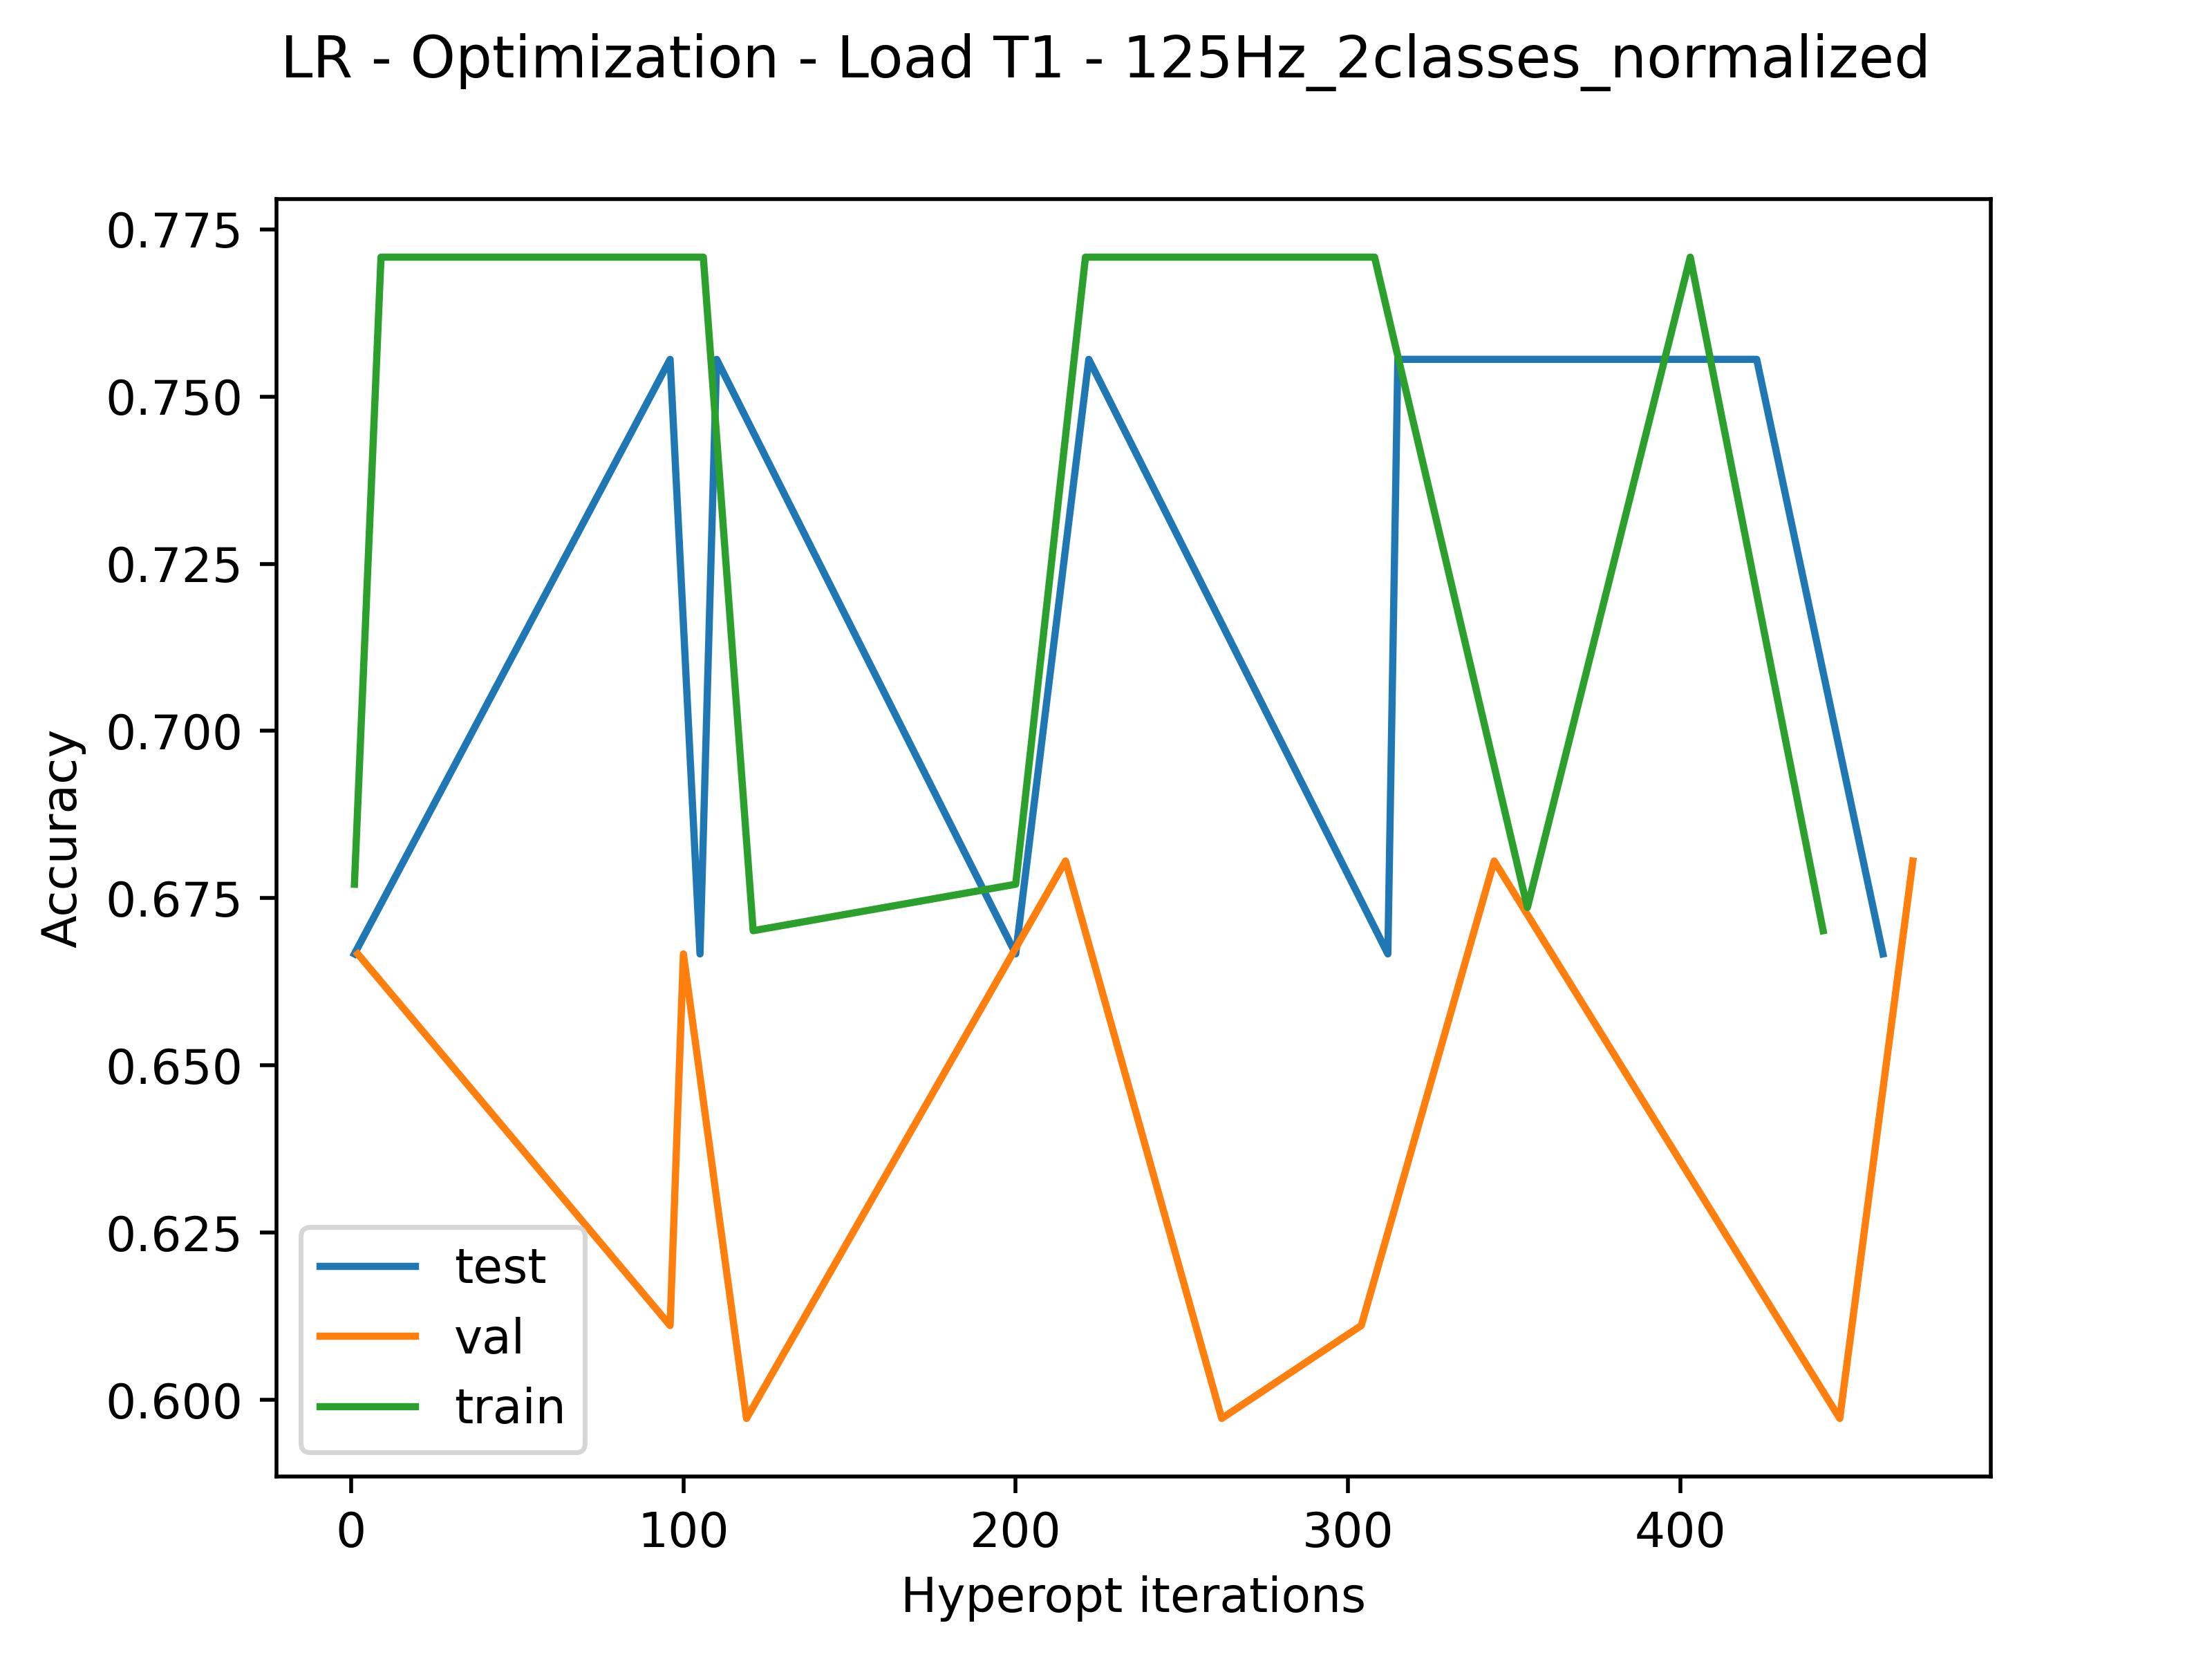 LR - Optimization - Load T1 - 125Hz_2classes_normalized
0.775
0.750
0.725
0.700
0.675
0.650
0.625
0.600
Accuracy
test
val
train
0 100 200 300 400
Hyperopt iterations